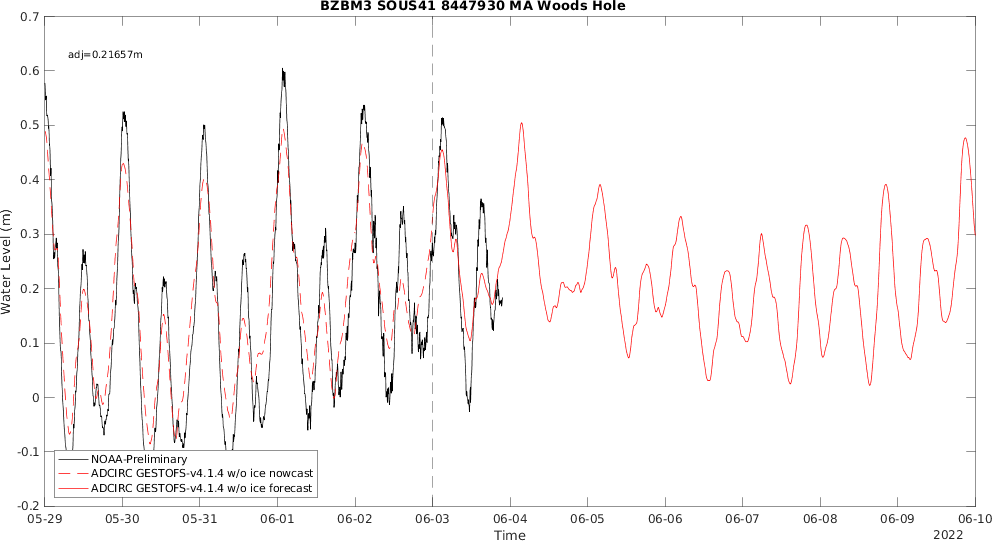 BZBM3 SOUS41 8447930 MA Woods Hole
0.7
adj=0.21657m
0.6
0.5
0.4
0.3
0.2
0.1
0
-0.1
-0.2
Water Level (m)
NOAA-Preliminary
ADCIRC GESTOFS-v4.1.4 w/o ice nowcast
ADCIRC GESTOFS-v4.1.4 w/o ice forecast
05-29 05-30 05-31 06-01 06-02 06-03 06-04 06-05 06-06 06-07 06-08 06-09 06-10
Time
2022